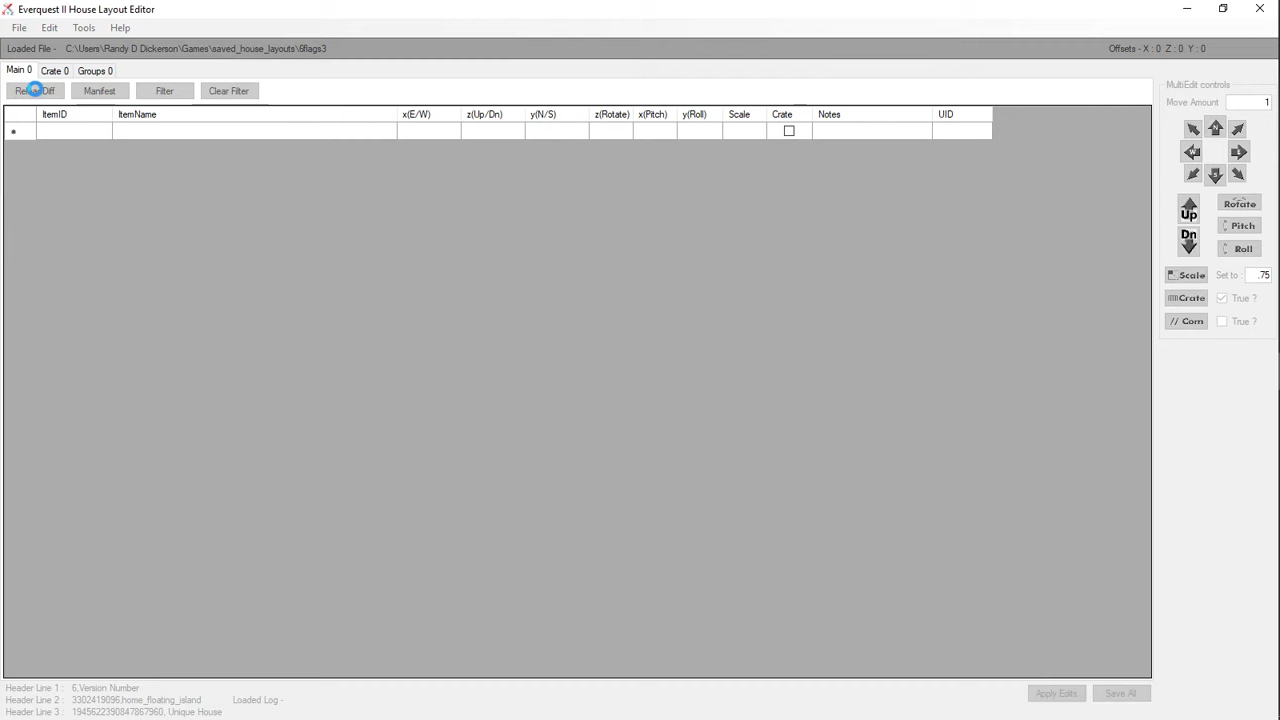 Everquest II House Layout Editor
File Edit Tools Help
Loaded File - C:\Users\Randy D Dickerson\Games\saved_house_layouts\6flags3 Offsets - X : 0 Z : 0 Y : 0
Main 0 Crate 0 Groups 0
Diff Manifest Filter Clear Filter
ItemID ItemName x(E/W) z(Up/Dn) y(N/S) z(Rotate) x(Pitch) y(Roll) Scale Crate Notes UID
MultiEdit controls
Move Amount 1
N
W E
S
Up Rotate
Dn Pitch
Roll
Scale Set to : .75
Crate True ?
// Com True ?
Header Line 1 : 6,Version Number
Header Line 2 : 3302419096,home_floating_island Loaded Log -
Header Line 3 : 1945622390847867960, Unique House
Apply Edits Save All